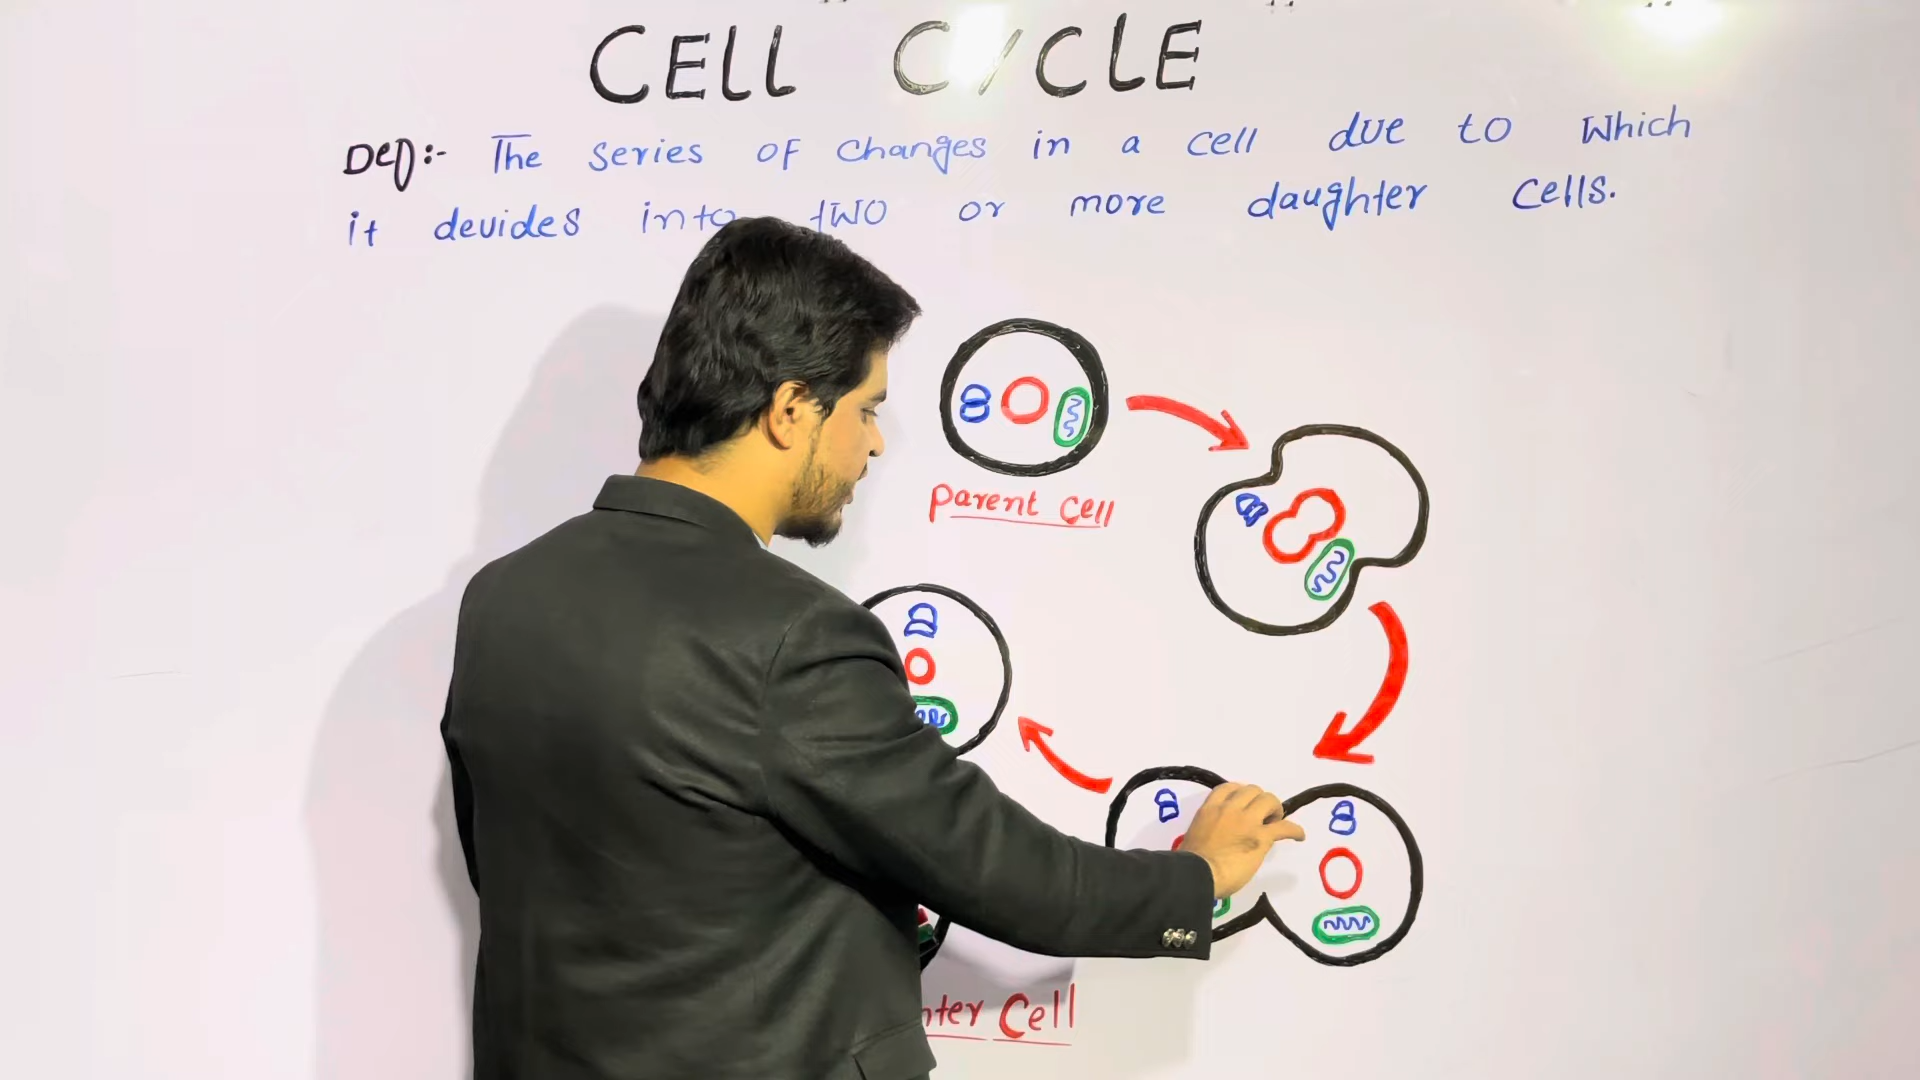 CELL CYCLE
Def:- The series of changes in a cell due to which
it devides into two or more daughter cells.
Parent Cell
Cell